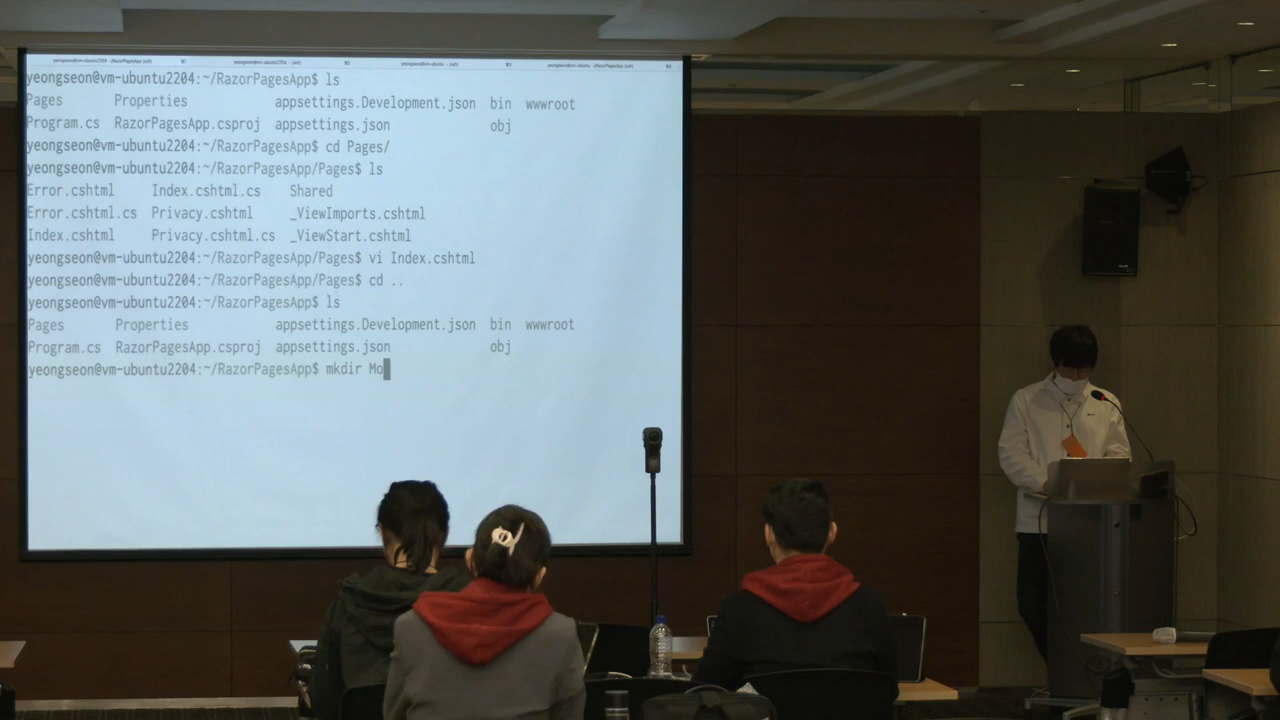 yeongseon@vm-ubuntu2204:~/RazorPagesApp$ ls
Pages Properties appsettings.Development.json bin wwwroot
Program.cs RazorPagesApp.csproj appsettings.json obj
yeongseon@vm-ubuntu2204:~/RazorPagesApp$ cd Pages/
yeongseon@vm-ubuntu2204:~/RazorPagesApp/Pages$ ls
Error.cshtml Index.cshtml.cs Shared
Error.cshtml.cs Privacy.cshtml _ViewImports.cshtml
Index.cshtml Privacy.cshtml.cs _ViewStart.cshtml
yeongseon@vm-ubuntu2204:~/RazorPagesApp/Pages$ vi Index.cshtml
yeongseon@vm-ubuntu2204:~/RazorPagesApp/Pages$ cd ..
yeongseon@vm-ubuntu2204:~/RazorPagesApp$ ls
Pages Properties appsettings.Development.json bin wwwroot
Program.cs RazorPagesApp.csproj appsettings.json obj
yeongseon@vm-ubuntu2204:~/RazorPagesApp$ mkdir Mo